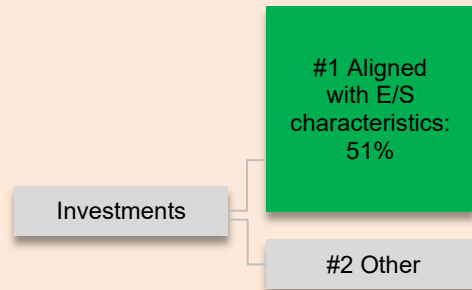 #1 Aligned
with E/S
characteristics:
51%
Investments
#2 Other